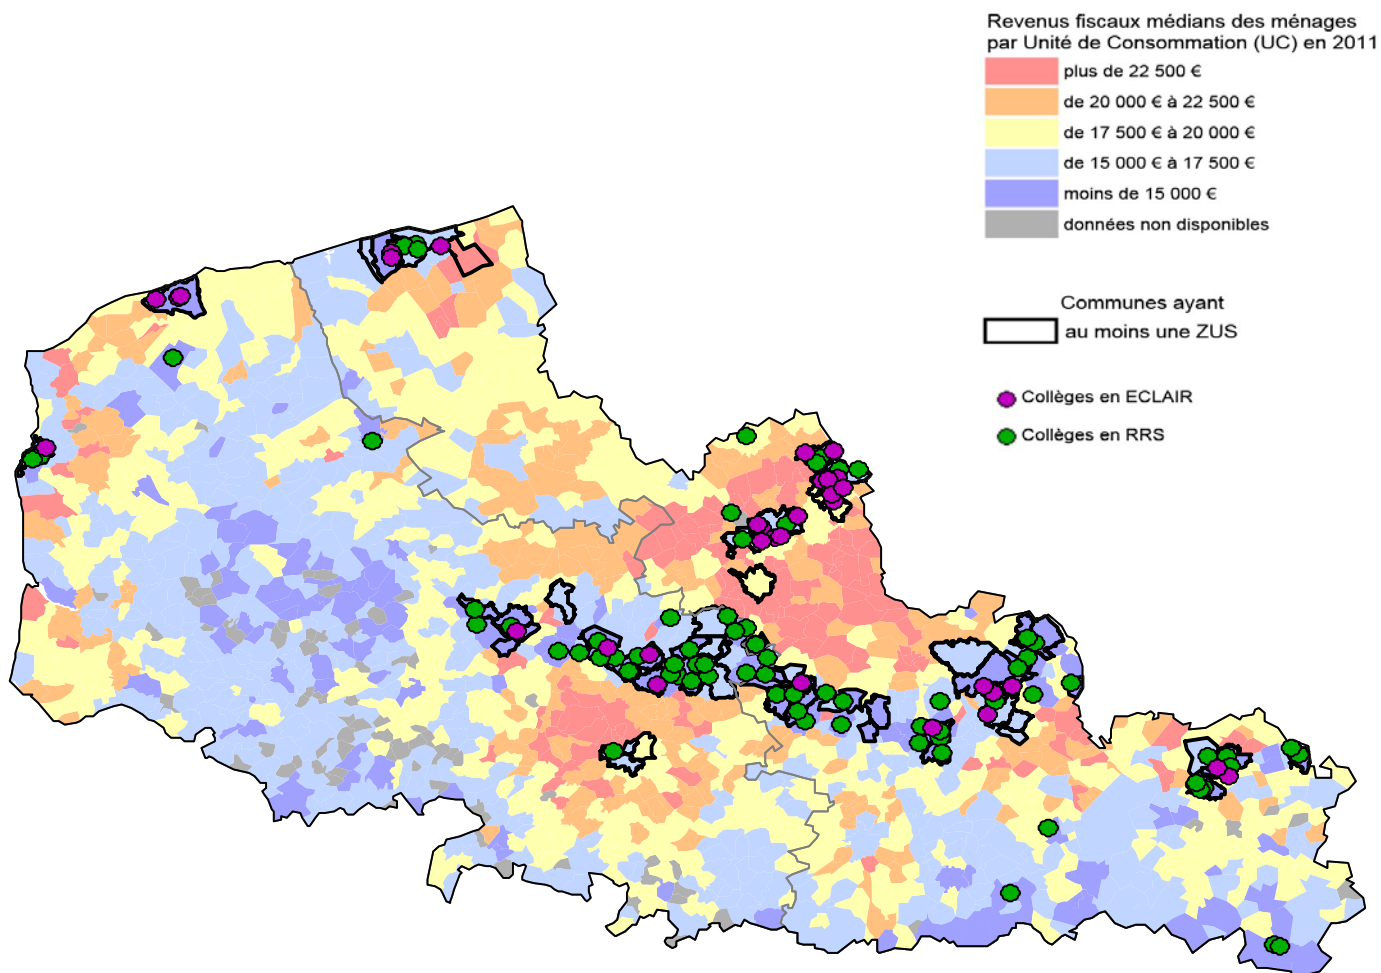 Revenus fiscaux médians des ménages
par Unité de Consommation (UC) en 2011
plus de 22 500 €
de 20 000 € à 22 500 €
de 17 500 € à 20 000 €
de 15 000 € à 17 500 €
moins de 15 000 €
données non disponibles
Communes ayant
au moins une ZUS
Collèges en ECLAIR
Collèges en RRS